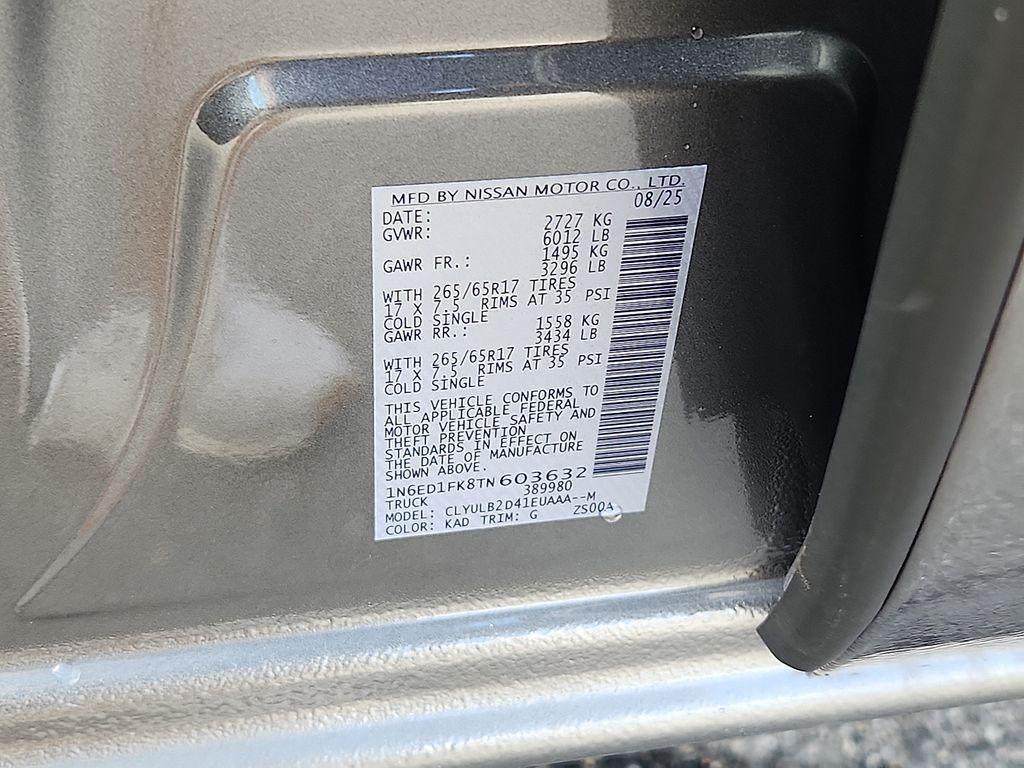 MFD BY NISSAN MOTOR CO., LTD.
DATE: 08/25
GVWR: 2727 KG
6012 LB
GAWR FR.: 1495 KG
3296 LB
WITH 265/65R17 TIRES
17 X 7.5 RIMS AT 35 PSI
COLD SINGLE
GAWR RR.: 1558 KG
3434 LB
WITH 265/65R17 TIRES
17 X 7.5 RIMS AT 35 PSI
COLD SINGLE
THIS VEHICLE CONFORMS TO
ALL APPLICABLE FEDERAL
MOTOR VEHICLE SAFETY AND
THEFT PREVENTION
STANDARDS IN EFFECT ON
THE DATE OF MANUFACTURE
SHOWN ABOVE.
1N6ED1FK8TN603632
TRUCK 389980
MODEL: CLYULB2D41EUAAA--M
COLOR: KAD TRIM: G ZS00A